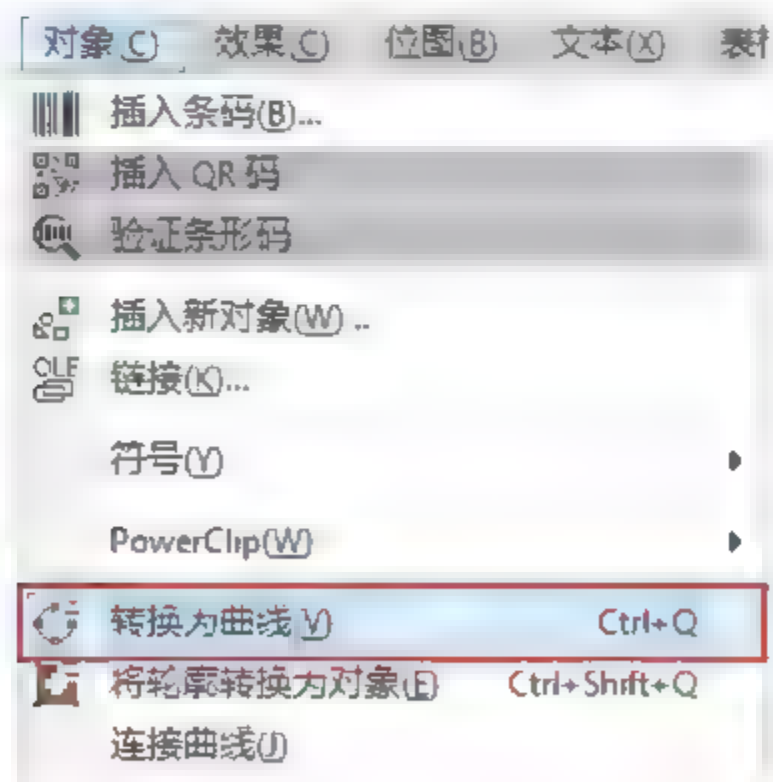 对象(C) 效果(C) 位图(B) 文本(X)
插入条码(B)...
插入 QR 码
验证条形码
插入新对象(W)...
链接(K)...
符号(Y)
PowerClip(W)
转换为曲线(V) Ctrl+Q
将轮廓转换为对象(E) Ctrl+Shift+Q
连接曲线(J)